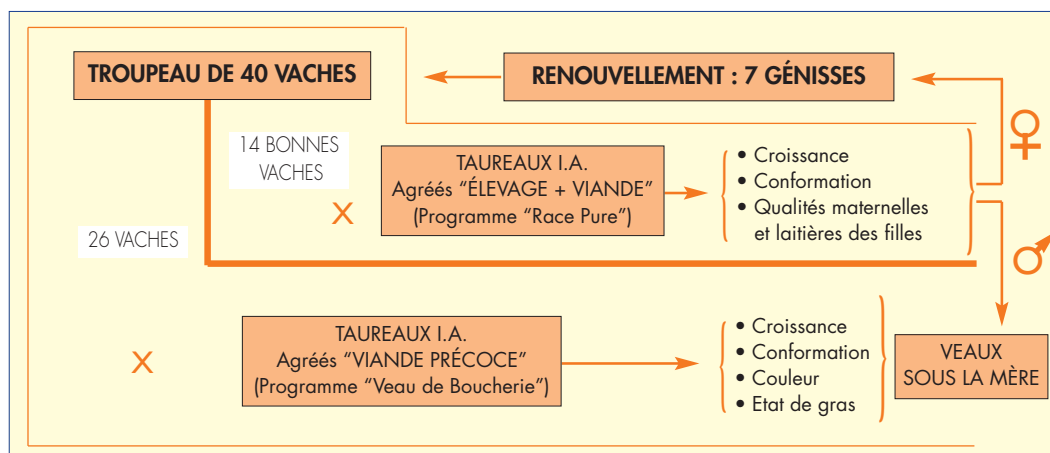 TROUPEAU DE 40 VACHES
RENOUVELLEMENT : 7 GÉNISSES
14 BONNES
VACHES
26 VACHES
X
TAUREAUX I.A.
Agréés “ÉLEVAGE + VIANDE”
(Programme “Race Pure”)
• Croissance
• Conformation
• Qualités maternelles
et laitières des filles
♀
♂
X
TAUREAUX I.A.
Agréés “VIANDE PRÉCOCE”
(Programme “Veau de Boucherie”)
• Croissance
• Conformation
• Couleur
• Etat de gras
VEAUX
SOUS LA MÈRE